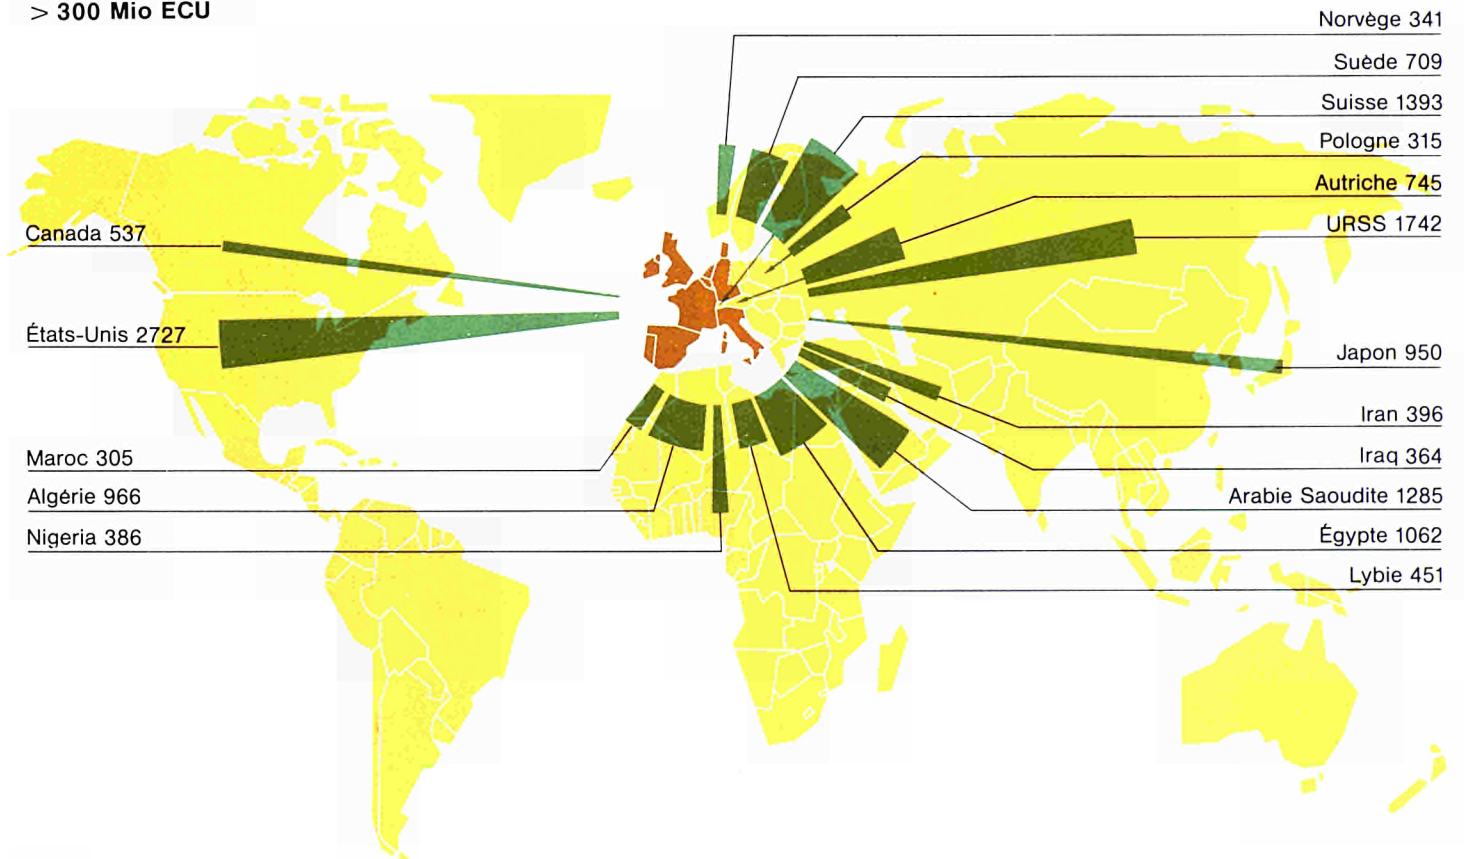 > 300 Mio ECU
Norvège 341
Suède 709
Suisse 1393
Pologne 315
Autriche 745
URSS 1742
Canada 537
États-Unis 2727
Japon 950
Iran 396
Iraq 364
Arabie Saoudite 1285
Égypte 1062
Lybie 451
Maroc 305
Algérie 966
Nigeria 386